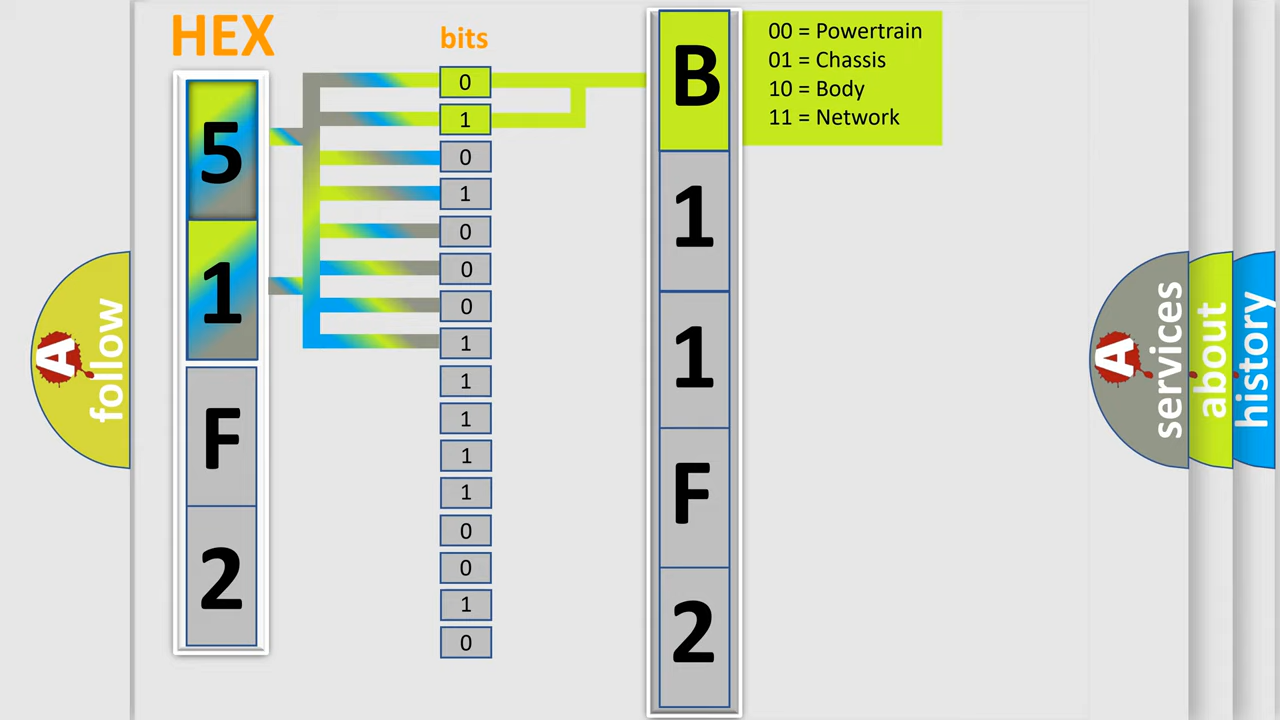 HEX
bits
5
1
F
2
0
1
0
1
0
0
0
1
1
1
1
1
0
0
1
0
B
1
1
F
2
00 = Powertrain
01 = Chassis
10 = Body
11 = Network
A
follow
A
services
about
history